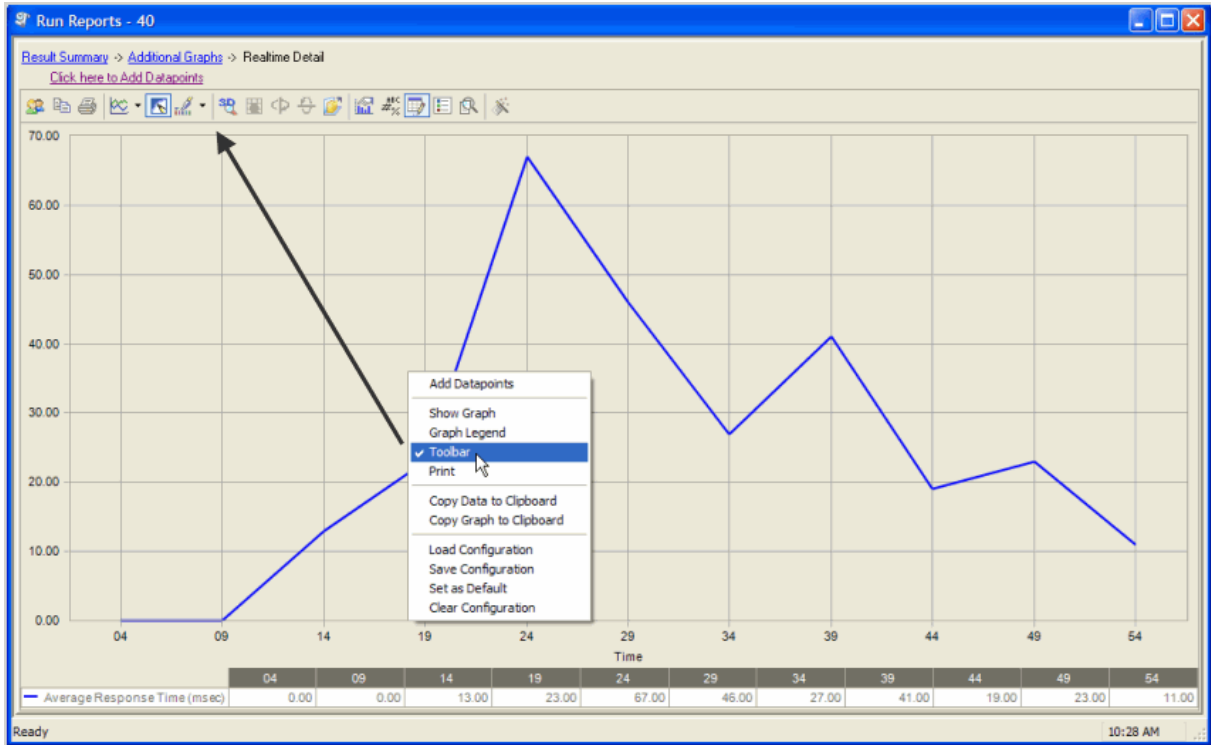 Run Reports - 40
Result Summary -> Additional Graphs -> Realtime Detail
Click here to Add Datapoints
70.00
60.00
50.00
40.00
30.00
20.00
10.00
0.00
Add Datapoints
Show Graph
Graph Legend
Toolbar
Print
Copy Data to Clipboard
Copy Graph to Clipboard
Load Configuration
Save Configuration
Set as Default
Clear Configuration
04 09 14 19 24 29 34 39 44 49 54
Time
04 09 14 19 24 29 34 39 44 49 54
Average Response Time (msec) 0.00 0.00 13.00 23.00 67.00 46.00 27.00 41.00 19.00 23.00 11.00
Ready 10:28 AM